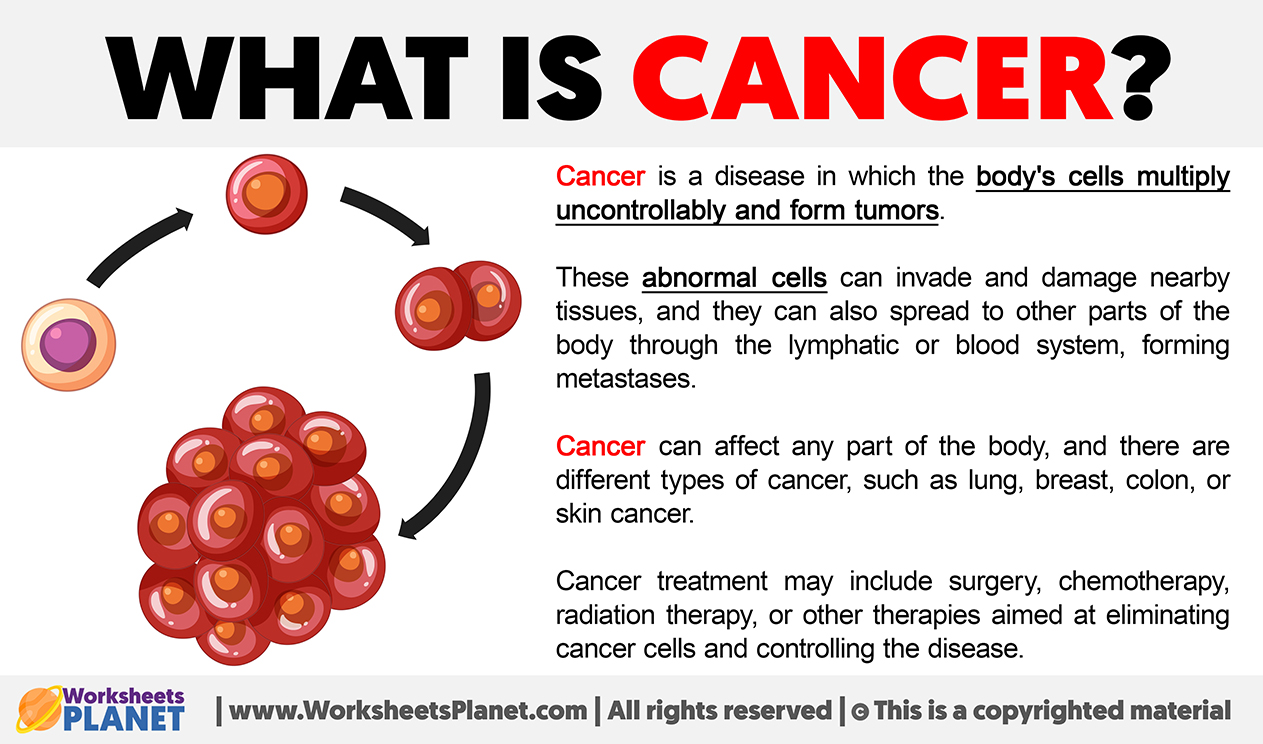 WHAT IS CANCER?
Cancer is a disease in which the body's cells multiply
uncontrollably and form tumors.
These abnormal cells can invade and damage nearby
tissues, and they can also spread to other parts of the
body through the lymphatic or blood system, forming
metastases.
Cancer can affect any part of the body, and there are
different types of cancer, such as lung, breast, colon, or
skin cancer.
Cancer treatment may include surgery, chemotherapy,
radiation therapy, or other therapies aimed at eliminating
cancer cells and controlling the disease.
Worksheets
PLANET
| www.WorksheetsPlanet.com | All rights reserved | © This is a copyrighted material